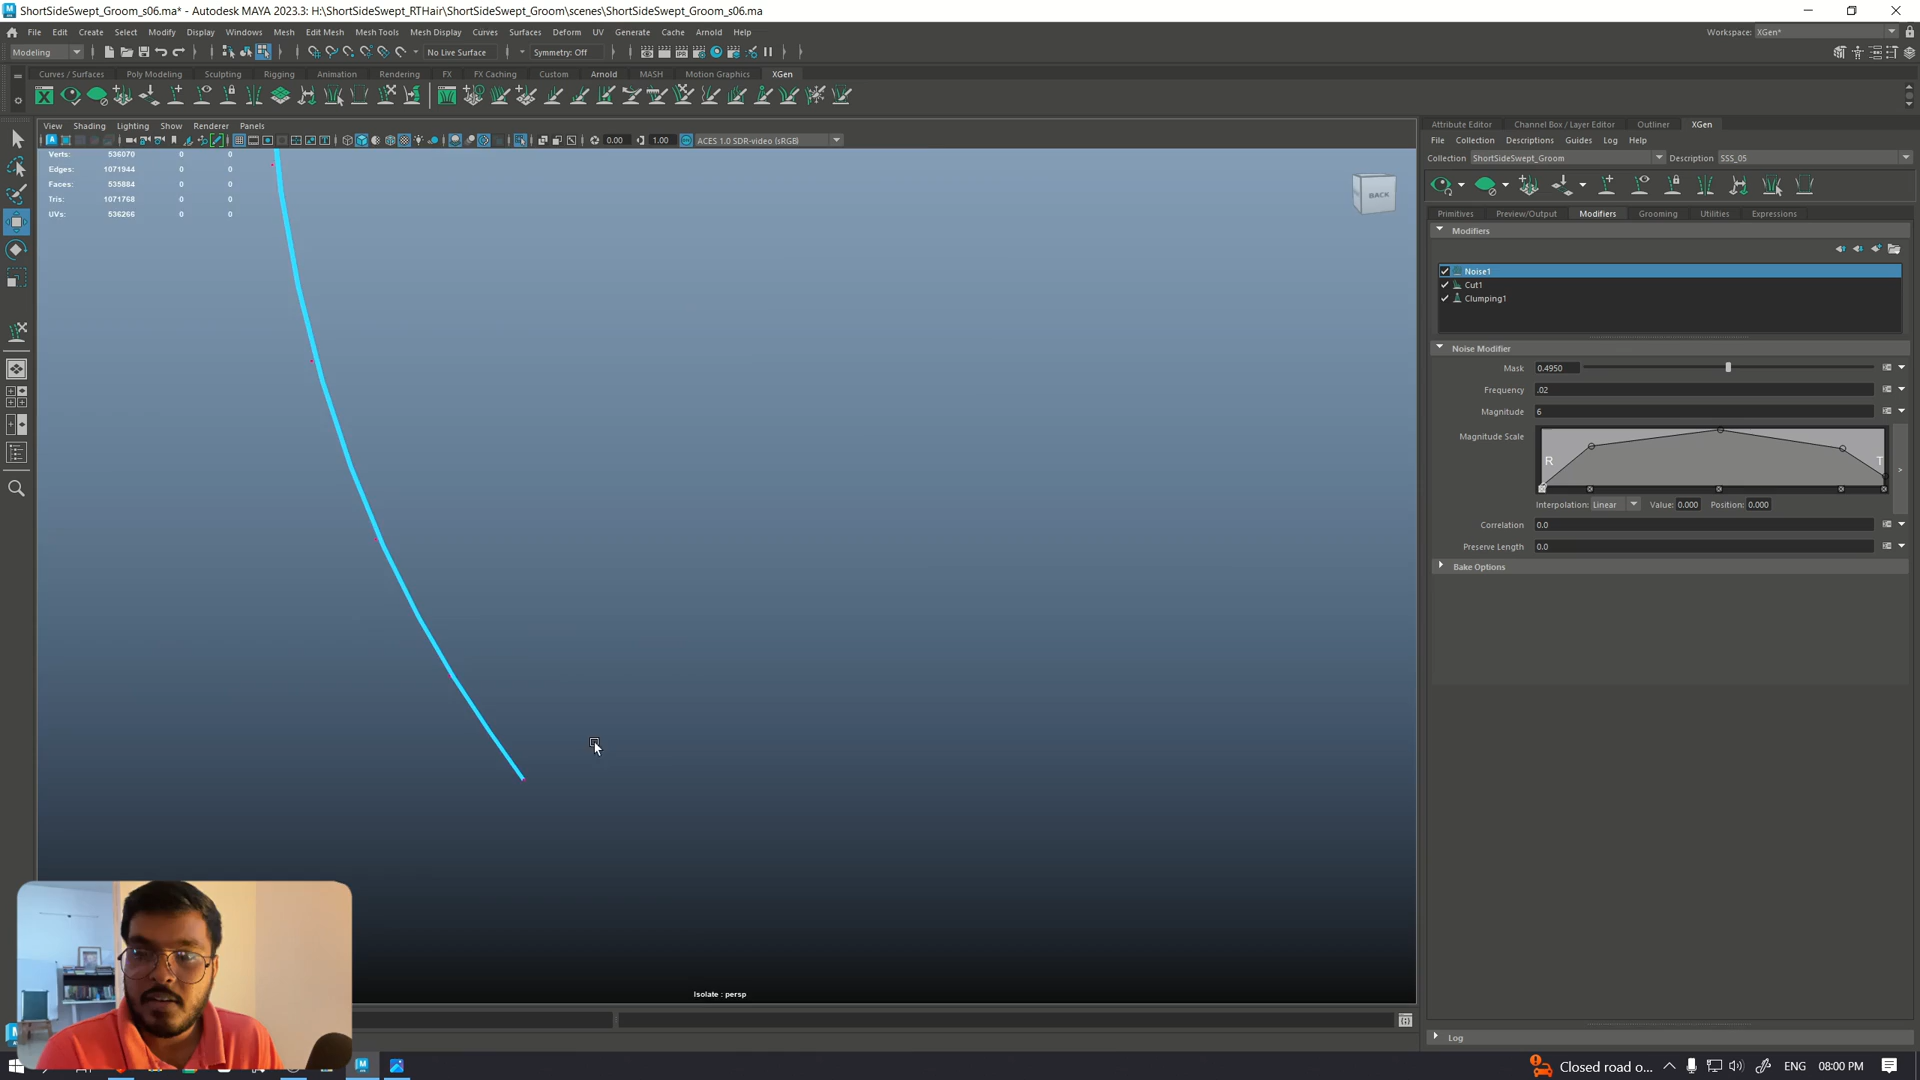 ShortSideSwept_Groom_s06.ma* - Autodesk MAYA 2023.3: H:\ShortSideSwept_RTHair\ShortSideSwept_Groom\scenes\ShortSideSwept_Groom_s06.ma
File Edit Create Select Modify Display Windows Mesh Edit Mesh Mesh Tools Mesh Display Curves Surfaces Deform UV Generate Cache Arnold Help
Workspace: XGen*
Modeling
No Live Surface
Symmetry: Off
Curves / Surfaces Poly Modeling Sculpting Rigging Animation Rendering FX FX Caching Custom Arnold MASH Motion Graphics XGen
View Shading Lighting Show Renderer Panels
0.00 1.00 ACES 1.0 SDR-video (sRGB)
Verts: 536070 0 0
Edges: 1071944 0 0
Faces: 535884 0 0
Tris: 1071768 0 0
UVs: 536266 0 0
BACK
Isolate : persp
Attribute Editor Channel Box / Layer Editor Outliner XGen
File Collection Descriptions Guides Log Help
Collection ShortSideSwept_Groom Description SSS_05
Primitives Preview/Output Modifiers Grooming Utilities Expressions
Modifiers
Noise1
Cut1
Clumping1
Noise Modifier
Mask 0.4950
Frequency .02
Magnitude 6
Magnitude Scale
R T
>
Interpolation: Linear Value: 0.000 Position: 0.000
Correlation 0.0
Preserve Length 0.0
Bake Options
Log
Closed road o... ENG 08:00 PM